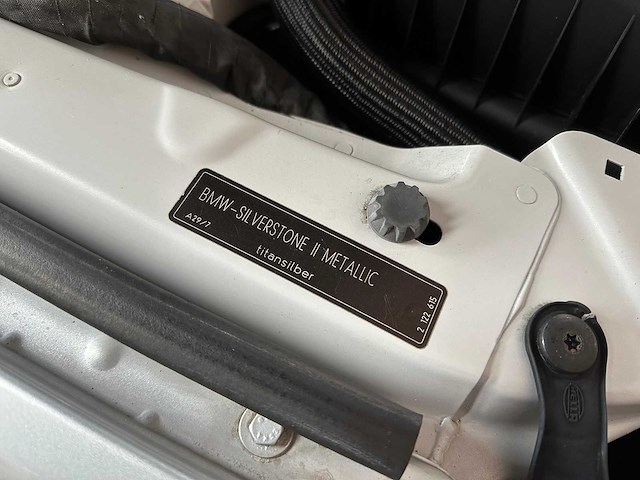 BMW-SILVERSTONE II METALLIC
A29/7
titansilber
2 122 615